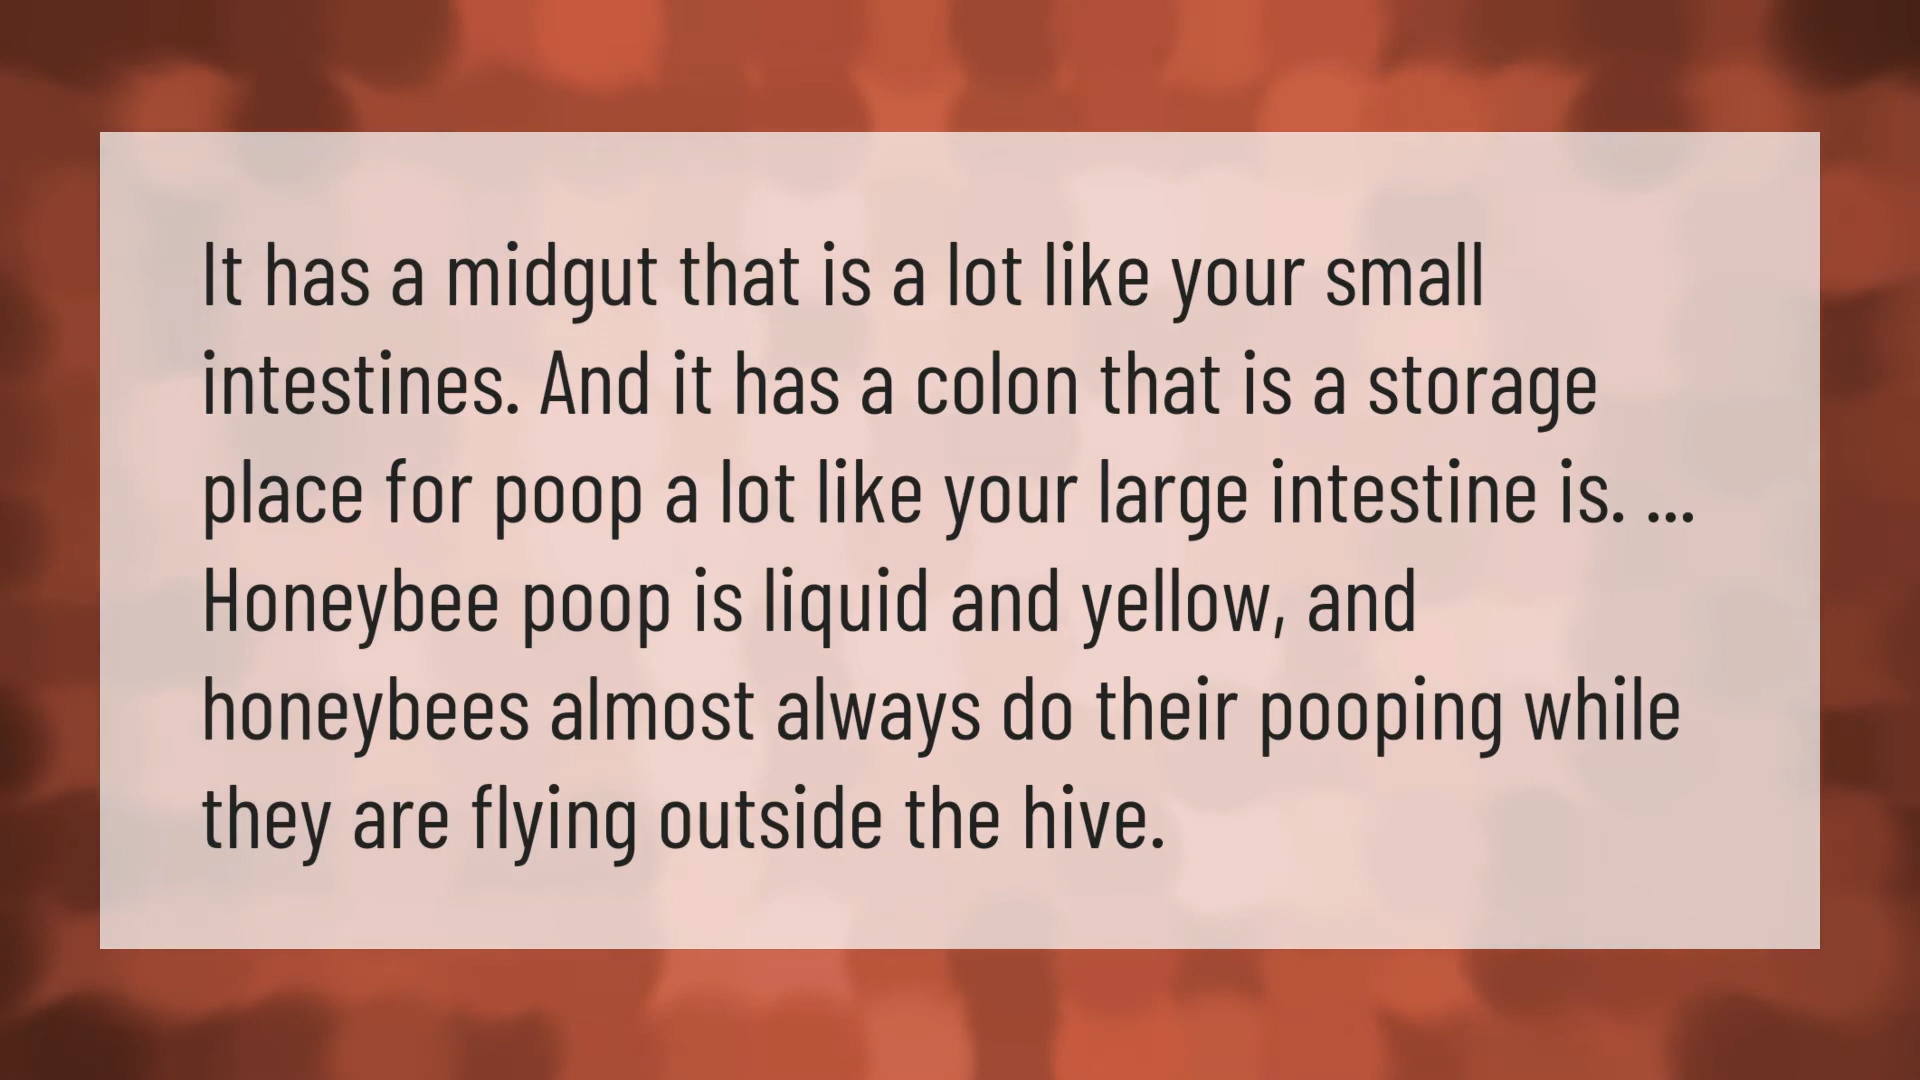 It has a midgut that is a lot like your small
intestines. And it has a colon that is a storage
place for poop a lot like your large intestine is. ...
Honeybee poop is liquid and yellow, and
honeybees almost always do their pooping while
they are flying outside the hive.